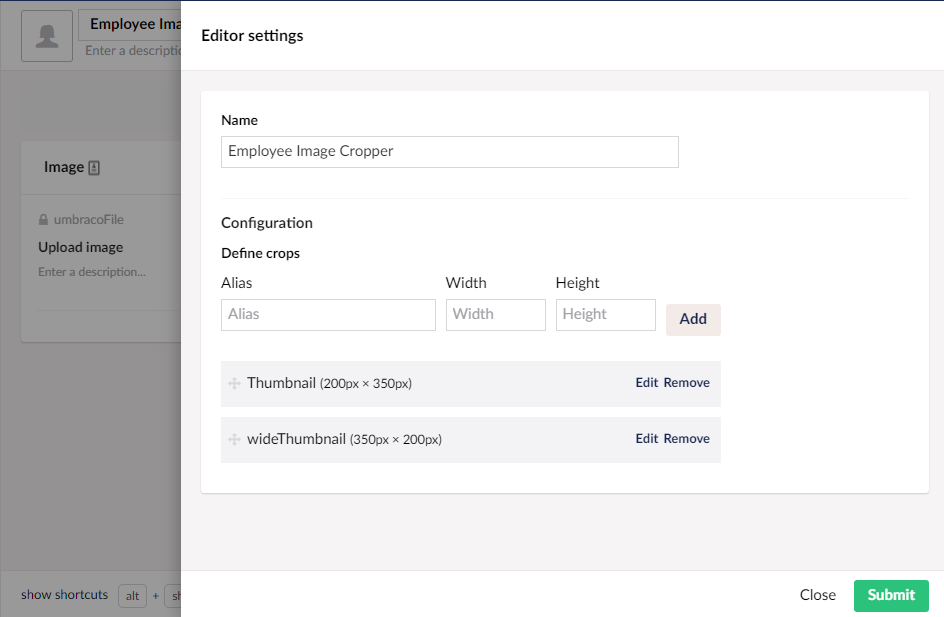 Employee Ima
Enter a descriptio
Image
umbracoFile
Upload image
Enter a description...
show shortcuts alt + sh
Editor settings
Name
Employee Image Cropper
Configuration
Define crops
Alias Width Height
Alias Width Height Add
Thumbnail (200px × 350px) Edit Remove
wideThumbnail (350px × 200px) Edit Remove
Close Submit